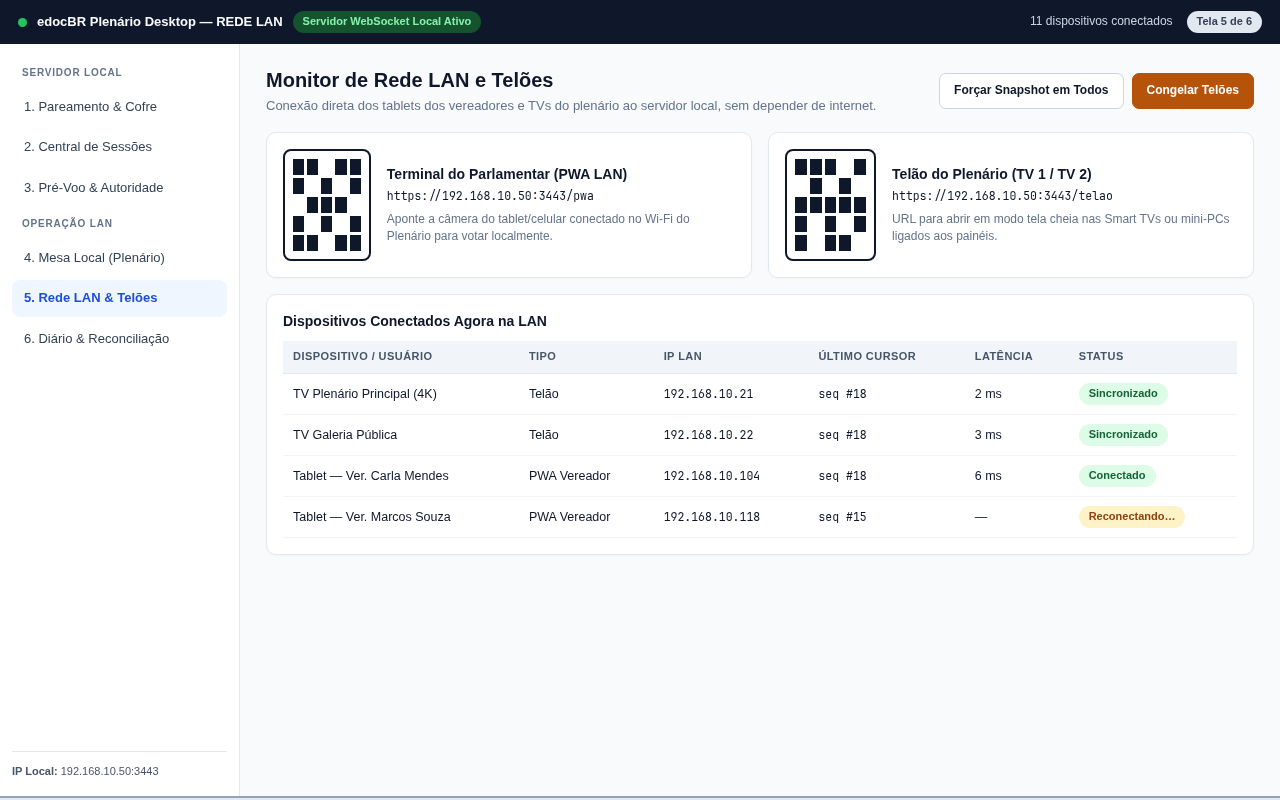 edocBR Plenário Desktop — REDE LAN
Servidor WebSocket Local Ativo
11 dispositivos conectados
Tela 5 de 6
SERVIDOR LOCAL
1. Pareamento & Cofre
2. Central de Sessões
3. Pré-Voo & Autoridade
OPERAÇÃO LAN
4. Mesa Local (Plenário)
5. Rede LAN & Telões
6. Diário & Reconciliação
IP Local: 192.168.10.50:3443
Monitor de Rede LAN e Telões
Conexão direta dos tablets dos vereadores e TVs do plenário ao servidor local, sem depender de internet.
Forçar Snapshot em Todos
Congelar Telões
Terminal do Parlamentar (PWA LAN)
https://192.168.10.50:3443/pwa
Aponte a câmera do tablet/celular conectado no Wi-Fi do
Plenário para votar localmente.
Telão do Plenário (TV 1 / TV 2)
https://192.168.10.50:3443/telao
URL para abrir em modo tela cheia nas Smart TVs ou mini-PCs
ligados aos painéis.
Dispositivos Conectados Agora na LAN
DISPOSITIVO / USUÁRIO TIPO IP LAN ÚLTIMO CURSOR LATÊNCIA STATUS
TV Plenário Principal (4K) Telão 192.168.10.21 seq #18 2 ms Sincronizado
TV Galeria Pública Telão 192.168.10.22 seq #18 3 ms Sincronizado
Tablet — Ver. Carla Mendes PWA Vereador 192.168.10.104 seq #18 6 ms Conectado
Tablet — Ver. Marcos Souza PWA Vereador 192.168.10.118 seq #15 — Reconectando…